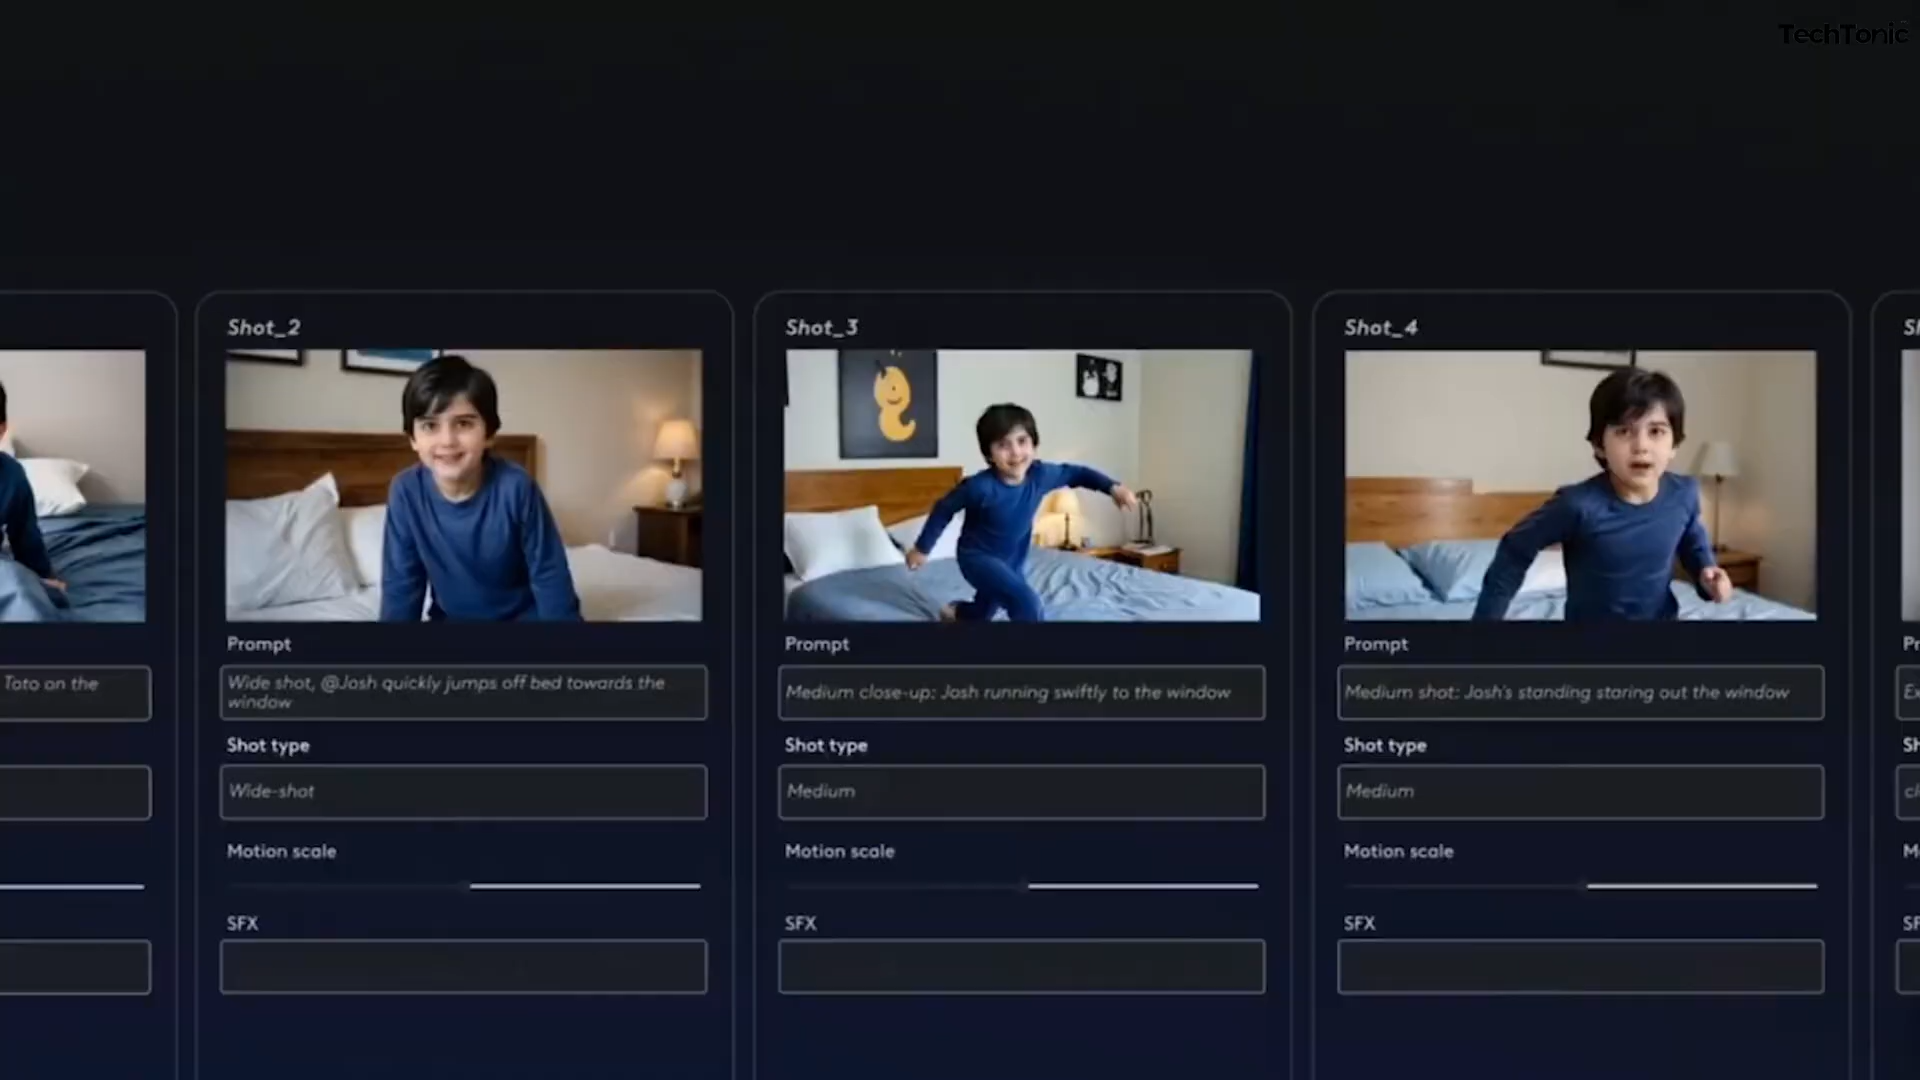 TechTonic
Shot_2
Shot_3
Shot_4
Prompt
Prompt
Prompt
Toto on the
Wide shot, @Josh quickly jumps off bed towards the
window
Medium close-up: Josh running swiftly to the window
Medium shot: Josh's standing staring out the window
Shot type
Shot type
Shot type
Wide-shot
Medium
Medium
Motion scale
Motion scale
Motion scale
SFX
SFX
SFX